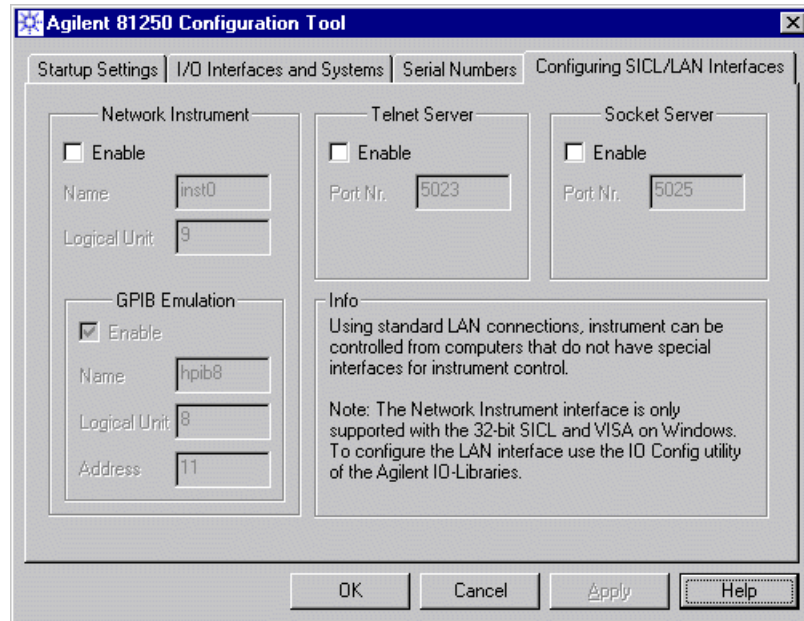 Agilent 81250 Configuration Tool
Startup Settings
I/O Interfaces and Systems
Serial Numbers
Configuring SICL/LAN Interfaces
Network Instrument
Enable
Name
inst0
Logical Unit
9
GPIB Emulation
Enable
Name
hpib8
Logical Unit
8
Address
11
Telnet Server
Enable
Port Nr.
5023
Socket Server
Enable
Port Nr.
5025
Info
Using standard LAN connections, instrument can be
controlled from computers that do not have special
interfaces for instrument control.
Note: The Network Instrument interface is only
supported with the 32-bit SICL and VISA on Windows.
To configure the LAN interface use the IO Config utility
of the Agilent IO-Libraries.
OK
Cancel
Apply
Help